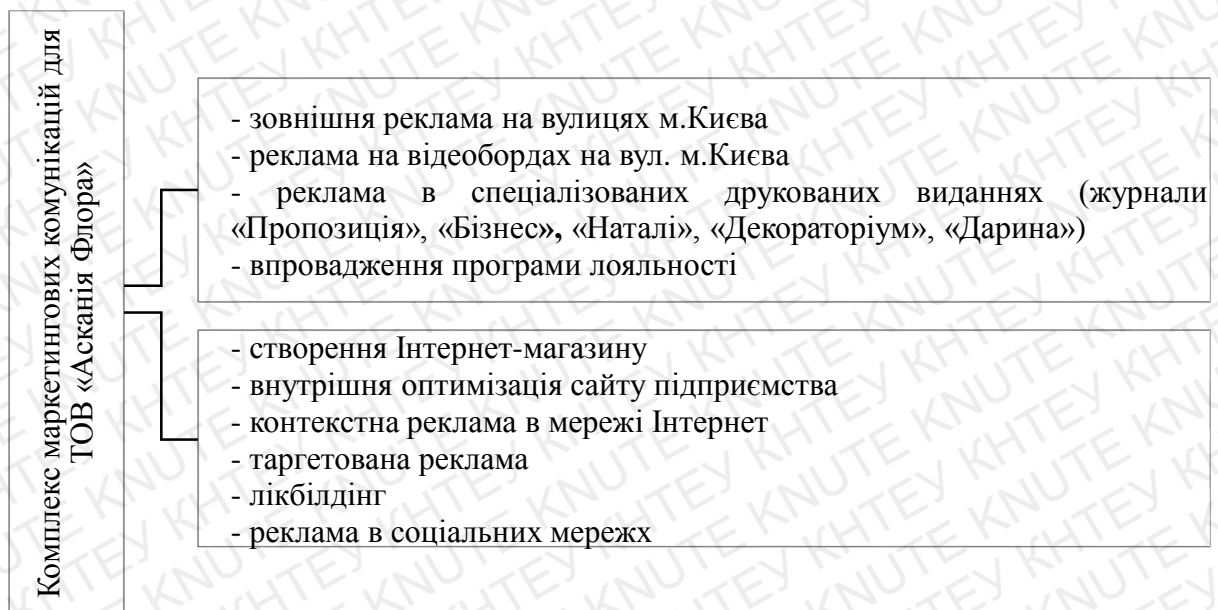 Комплекс маркетингових комунікацій для
ТОВ «Асканія Флора»
- зовнішня реклама на вулицях м.Києва
- реклама на відеобордах на вул. м.Києва
- реклама в спеціалізованих друкованих виданнях (журнали
«Пропозиція», «Бізнес», «Наталі», «Декораторіум», «Дарина»)
- впровадження програми лояльності
- створення Інтернет-магазину
- внутрішня оптимізація сайту підприємства
- контекстна реклама в мережі Інтернет
- таргетована реклама
- лікбілдінг
- реклама в соціальних мережх